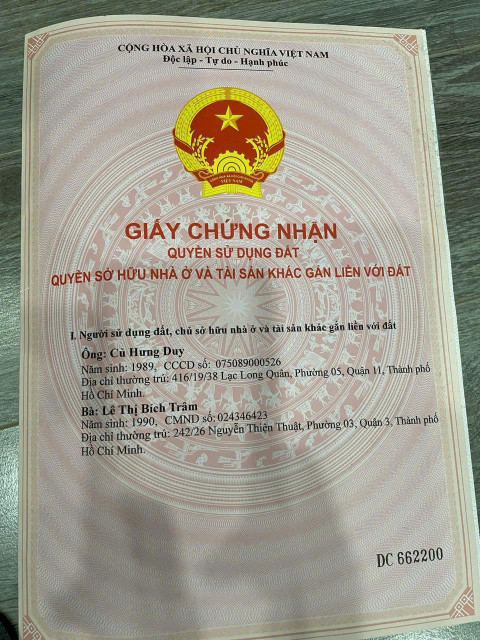 CỘNG HÒA XÃ HỘI CHỦ NGHĨA VIỆT NAM
Độc lập - Tự do - Hạnh phúc
VIỆT NAM
GIẤY CHỨNG NHẬN
QUYỀN SỬ DỤNG ĐẤT
QUYỀN SỞ HỮU NHÀ Ở VÀ TÀI SẢN KHÁC GẮN LIỀN VỚI ĐẤT
I. Người sử dụng đất, chủ sở hữu nhà ở và tài sản khác gắn liền với đất
Ông: Cù Hưng Duy
Năm sinh: 1989, CCCD số: 075089000526
Địa chỉ thường trú: 416/19/38 Lạc Long Quân, Phường 05, Quận 11, Thành phố
Hồ Chí Minh.
Bà: Lê Thị Bích Trâm
Năm sinh: 1990, CMND số: 024346423
Địa chỉ thường trú: 242/26 Nguyễn Thiện Thuật, Phường 03, Quận 3, Thành phố
Hồ Chí Minh.
DC 662200